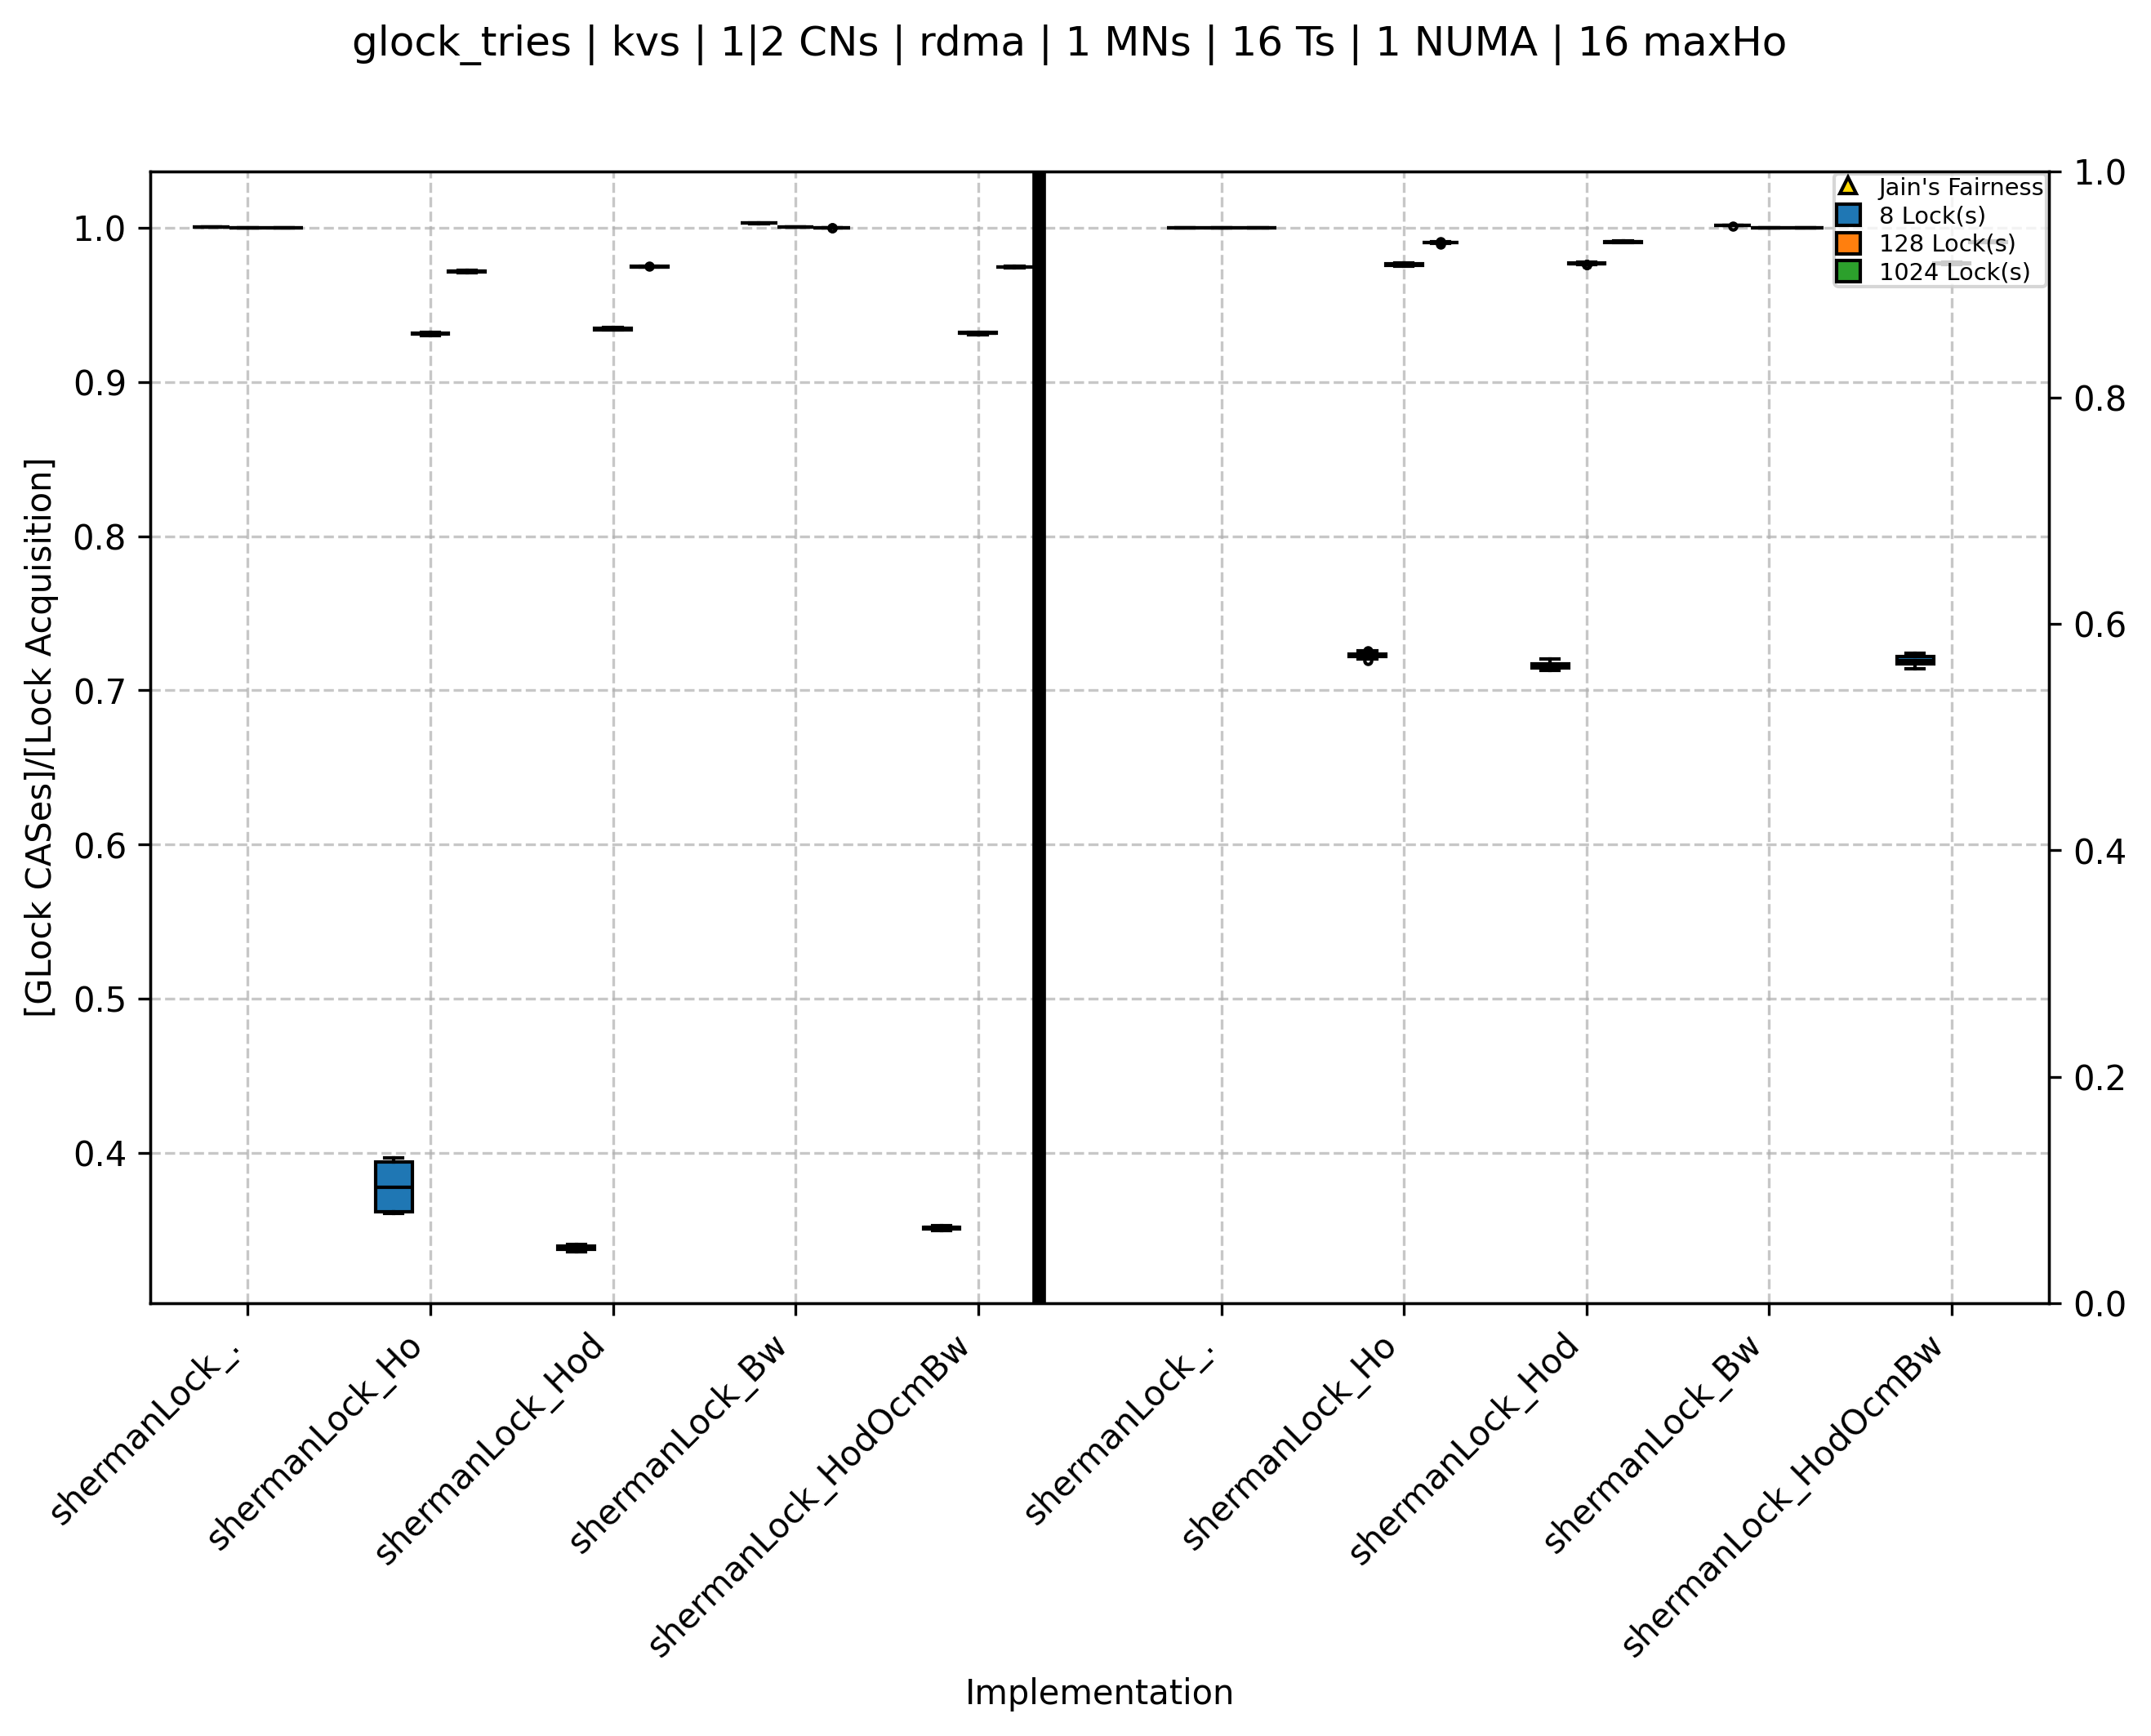 glock_tries | kvs | 1|2 CNs | rdma | 1 MNs | 16 Ts | 1 NUMA | 16 maxHo
1.0
0.9
0.8
0.7
0.6
0.5
0.4
[GLock CASes]/[Lock Acquisition]
Jain's Fairness
8 Lock(s)
128 Lock(s)
1024 Lock(s)
1.0
0.8
0.6
0.4
0.2
0.0
shermanLock_.
shermanLock_Ho
shermanLock_Hod
shermanLock_Bw
shermanLock_HodOcmBw
shermanLock_.
shermanLock_Ho
shermanLock_Hod
shermanLock_Bw
shermanLock_HodOcmBw
Implementation